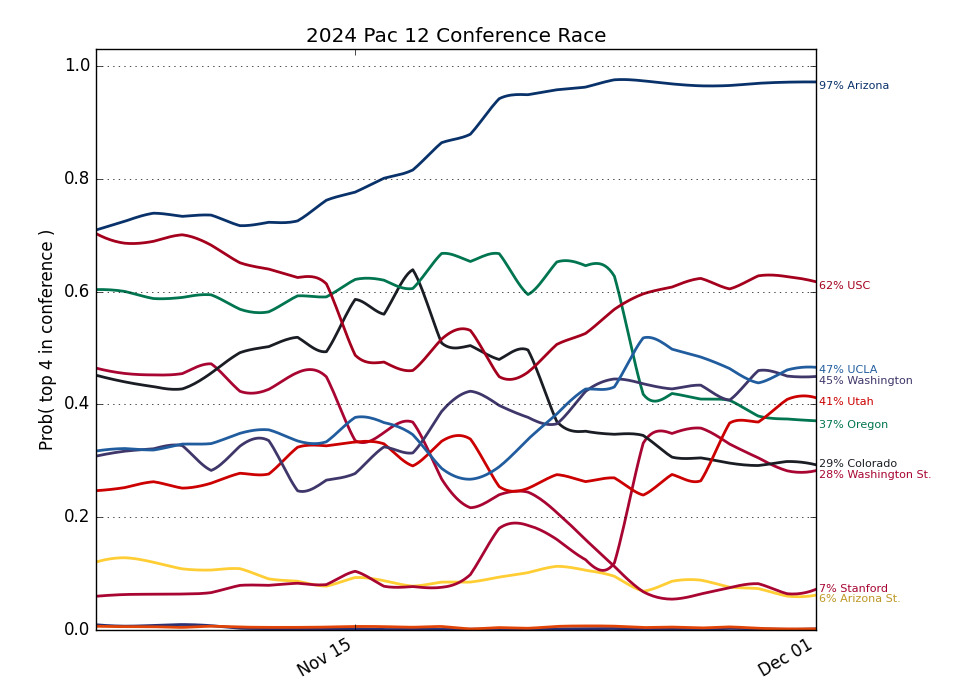 2024 Pac 12 Conference Race
1.0
0.8
0.6
0.4
0.2
0.0
Prob( top 4 in conference )
Nov 15
Dec 01
97% Arizona
62% USC
47% UCLA
45% Washington
41% Utah
37% Oregon
29% Colorado
28% Washington St.
7% Stanford
6% Arizona St.